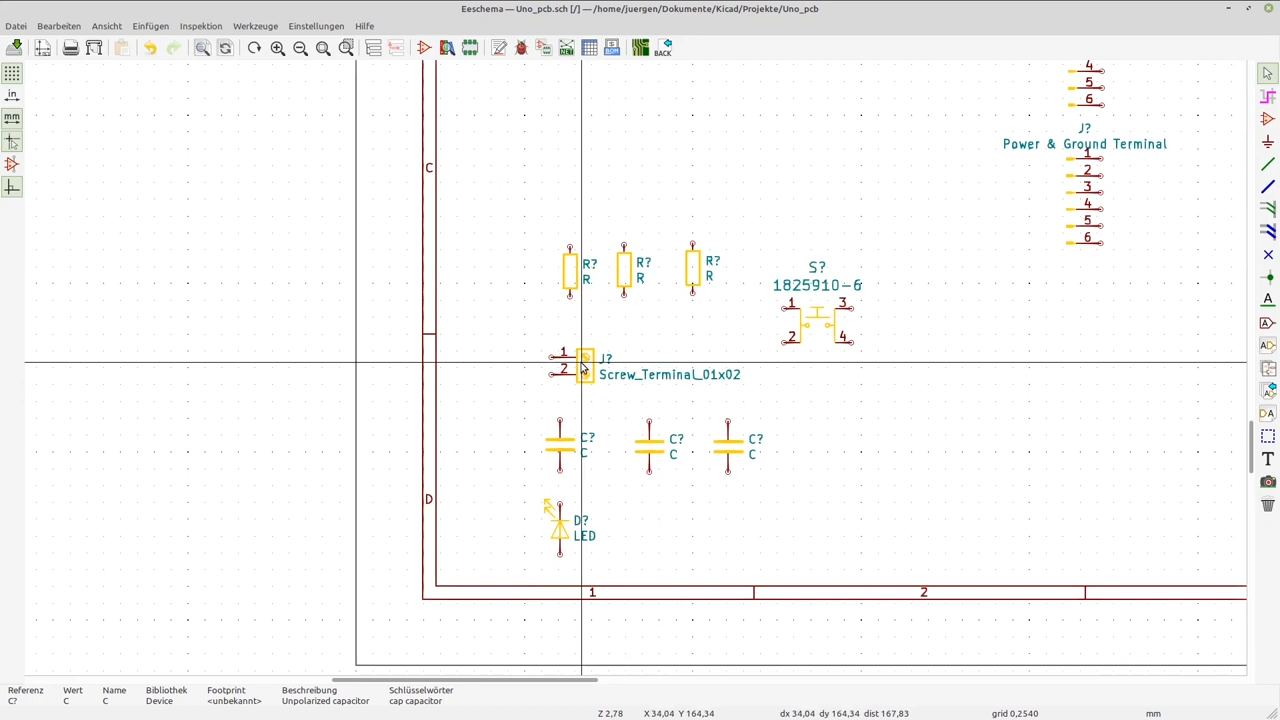 Eeschema — Uno_pcb.sch [/] — /home/juergen/Dokumente/Kicad/Projekte/Uno_pcb
Datei Bearbeiten Ansicht Einfügen Inspektion Werkzeuge Einstellungen Hilfe
NET BOM BACK
in
mm
4
5
6
J?
Power & Ground Terminal
1
2
3
4
5
6
C
R?
R
R?
R
R?
R
S?
1825910-6
1 3
2 4
1
2
J?
Screw_Terminal_01x02
C?
C
C?
C
C?
C
D
D?
LED
1 2
A
A
A
A
DA
T
Referenz Wert Name Bibliothek Footprint Beschreibung Schlüsselwörter
C? C C Device <unbekannt> Unpolarized capacitor cap capacitor
Z 2,78 X 34,04 Y 164,34 dx 34,04 dy 164,34 dist 167,83 grid 0,2540 mm